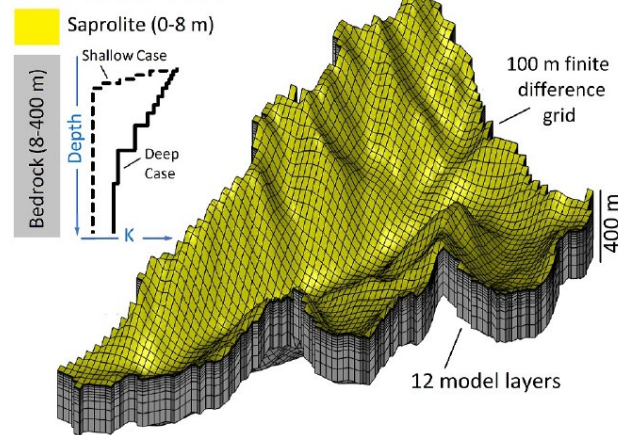 Saprolite (0-8 m)
Shallow Case
Bedrock (8-400 m)
Depth
Deep
Case
K
100 m finite
difference
grid
400 m
12 model layers